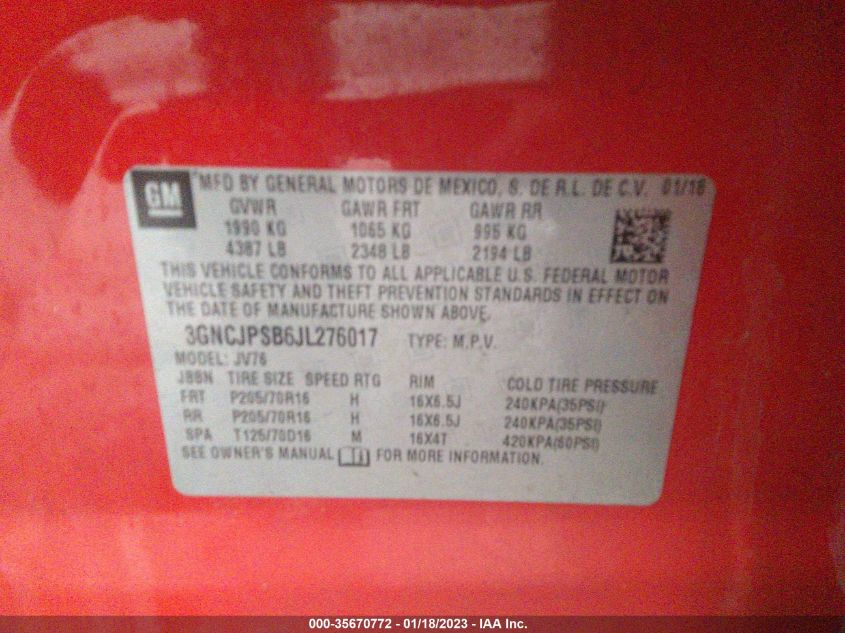 GM MFD BY GENERAL MOTORS DE MEXICO, S. DE R.L. DE C.V. 01/18
GVWR GAWR FRT GAWR RR
1990 KG 1065 KG 995 KG
4387 LB 2348 LB 2194 LB
THIS VEHICLE CONFORMS TO ALL APPLICABLE U.S. FEDERAL MOTOR
VEHICLE SAFETY AND THEFT PREVENTION STANDARDS IN EFFECT ON
THE DATE OF MANUFACTURE SHOWN ABOVE.
3GNCJPSB6JL276017 TYPE: M.P.V.
MODEL: JV76
JBBN TIRE SIZE SPEED RTG RIM COLD TIRE PRESSURE
FRT P205/70R16 H 16X6.5J 240KPA(35PSI)
RR P205/70R16 H 16X6.5J 240KPA(35PSI)
SPA T125/70D16 M 16X4T 420KPA(60PSI)
SEE OWNER'S MANUAL FOR MORE INFORMATION.
000-35670772 - 01/18/2023 - IAA Inc.